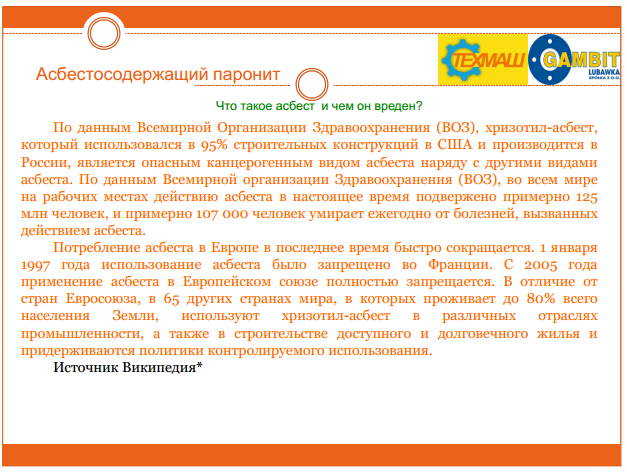 ТЕХМАШ
GAMBIT
LUBAWKA
SPÓŁKA Z O.O.
Асбестосодержащий паронит
Что такое асбест и чем он вреден?
По данным Всемирной Организации Здравоохранения (ВОЗ), хризотил-асбест,
который использовался в 95% строительных конструкций в США и производится в
России, является опасным канцерогенным видом асбеста наряду с другими видами
асбеста. По данным Всемирной организации Здравоохранения (ВОЗ), во всем мире
на рабочих местах действию асбеста в настоящее время подвержено примерно 125
млн человек, и примерно 107 000 человек умирает ежегодно от болезней, вызванных
действием асбеста.
Потребление асбеста в Европе в последнее время быстро сокращается. 1 января
1997 года использование асбеста было запрещено во Франции. С 2005 года
применение асбеста в Европейском союзе полностью запрещается. В отличие от
стран Евросоюза, в 65 других странах мира, в которых проживает до 80% всего
населения Земли, используют хризотил-асбест в различных отраслях
промышленности, а также в строительстве доступного и долговечного жилья и
придерживаются политики контролируемого использования.
Источник Википедия*